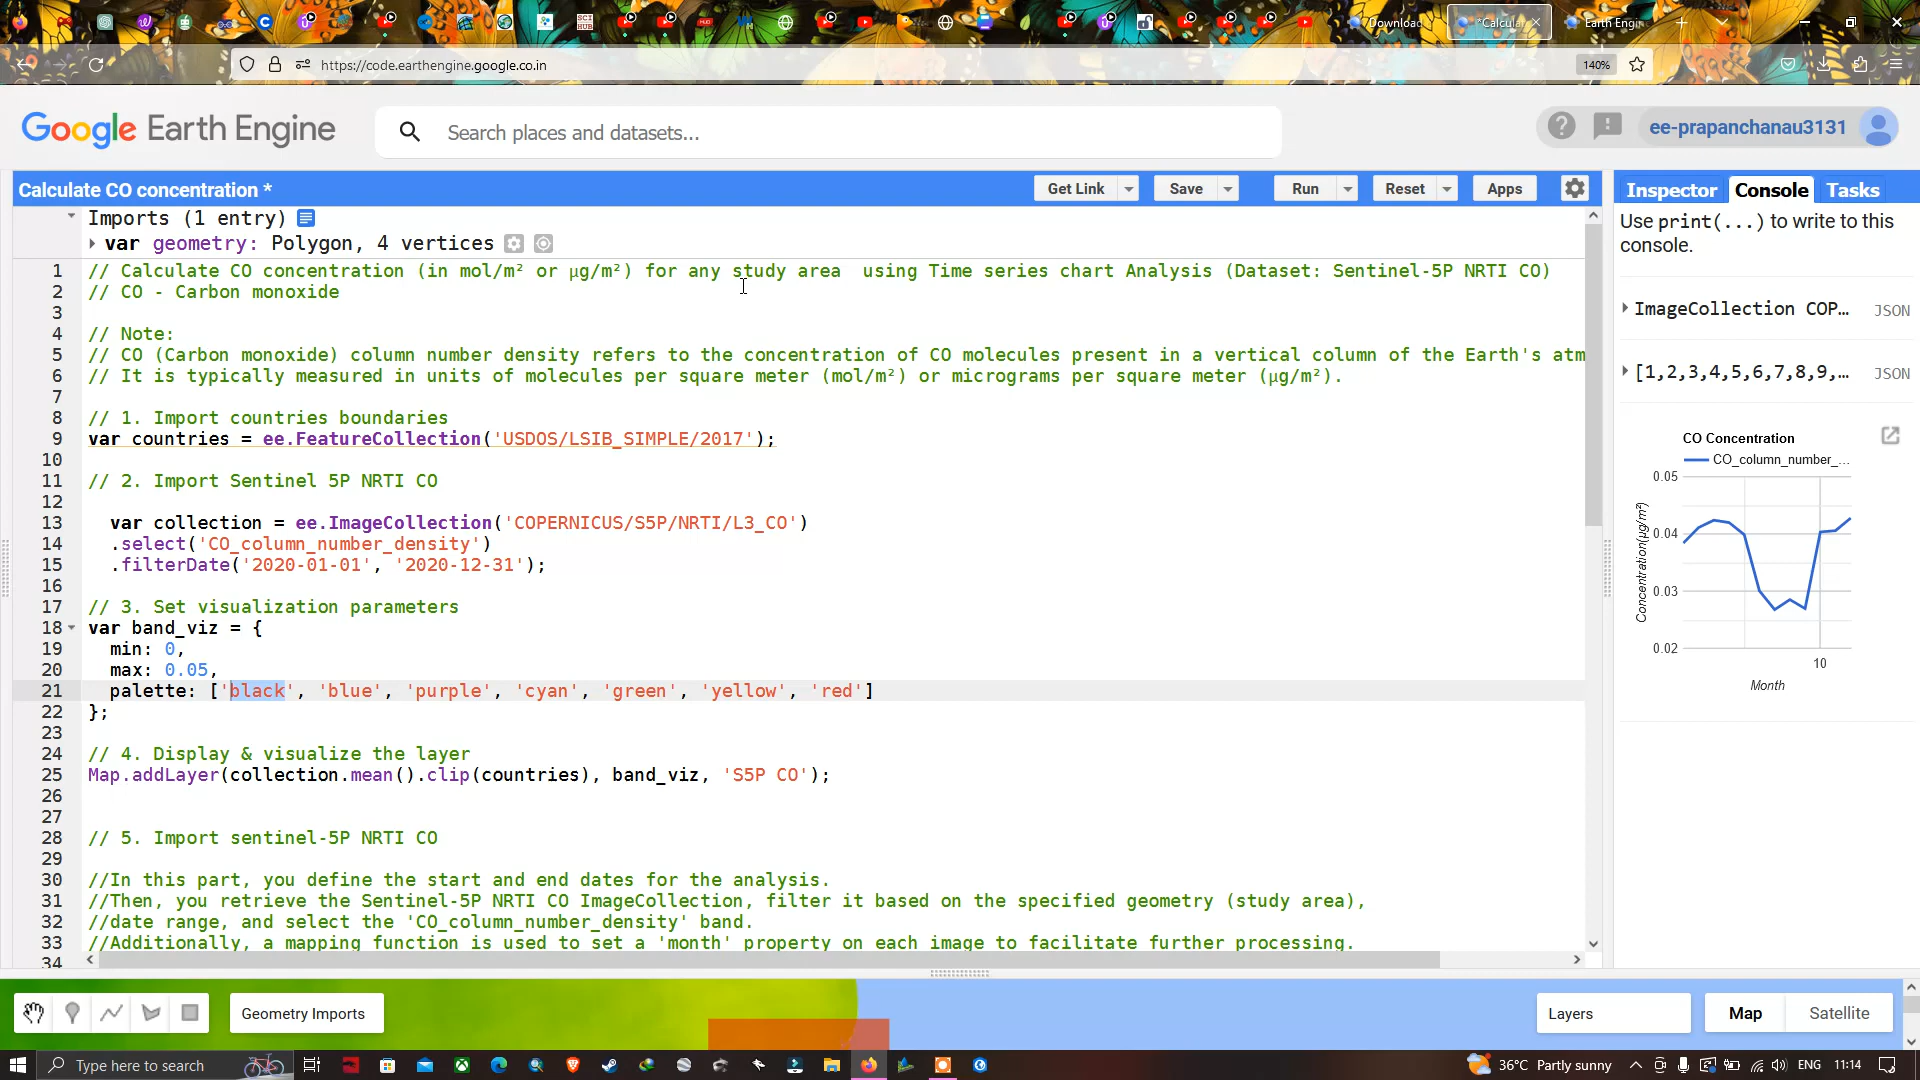 Download
*Calcula
Earth Engin
https://code.earthengine.google.co.in
140%
Google Earth Engine
Search places and datasets...
ee-prapanchanau3131
Calculate CO concentration *
Get Link
Save
Run
Reset
Apps
Inspector
Console
Tasks
Imports (1 entry)
var geometry: Polygon, 4 vertices
1 // Calculate CO concentration (in mol/m² or μg/m²) for any study area  using Time series chart Analysis (Dataset: Sentinel-5P NRTI CO)
2 // CO - Carbon monoxide
3
4 // Note:
5 // CO (Carbon monoxide) column number density refers to the concentration of CO molecules present in a vertical column of the Earth's atm
6 // It is typically measured in units of molecules per square meter (mol/m²) or micrograms per square meter (μg/m²).
7
8 // 1. Import countries boundaries
9 var countries = ee.FeatureCollection('USDOS/LSIB_SIMPLE/2017');
10
11 // 2. Import Sentinel 5P NRTI CO
12
13 var collection = ee.ImageCollection('COPERNICUS/S5P/NRTI/L3_CO')
14 .select('CO_column_number_density')
15 .filterDate('2020-01-01', '2020-12-31');
16
17 // 3. Set visualization parameters
18 var band_viz = {
19 min: 0,
20 max: 0.05,
21 palette: ['black', 'blue', 'purple', 'cyan', 'green', 'yellow', 'red']
22 };
23
24 // 4. Display & visualize the layer
25 Map.addLayer(collection.mean().clip(countries), band_viz, 'S5P CO');
26
27
28 // 5. Import sentinel-5P NRTI CO
29
30 //In this part, you define the start and end dates for the analysis.
31 //Then, you retrieve the Sentinel-5P NRTI CO ImageCollection, filter it based on the specified geometry (study area),
32 //date range, and select the 'CO_column_number_density' band.
33 //Additionally, a mapping function is used to set a 'month' property on each image to facilitate further processing.
34
Use print(...) to write to this
console.
ImageCollection COP... JSON
[1,2,3,4,5,6,7,8,9,... JSON
CO Concentration
CO_column_number_...
0.05
0.04
0.03
0.02
Concentration(μg/m²)
10
Month
Geometry Imports
Layers
Map
Satellite
Type here to search
36°C Partly sunny
ENG
11:14